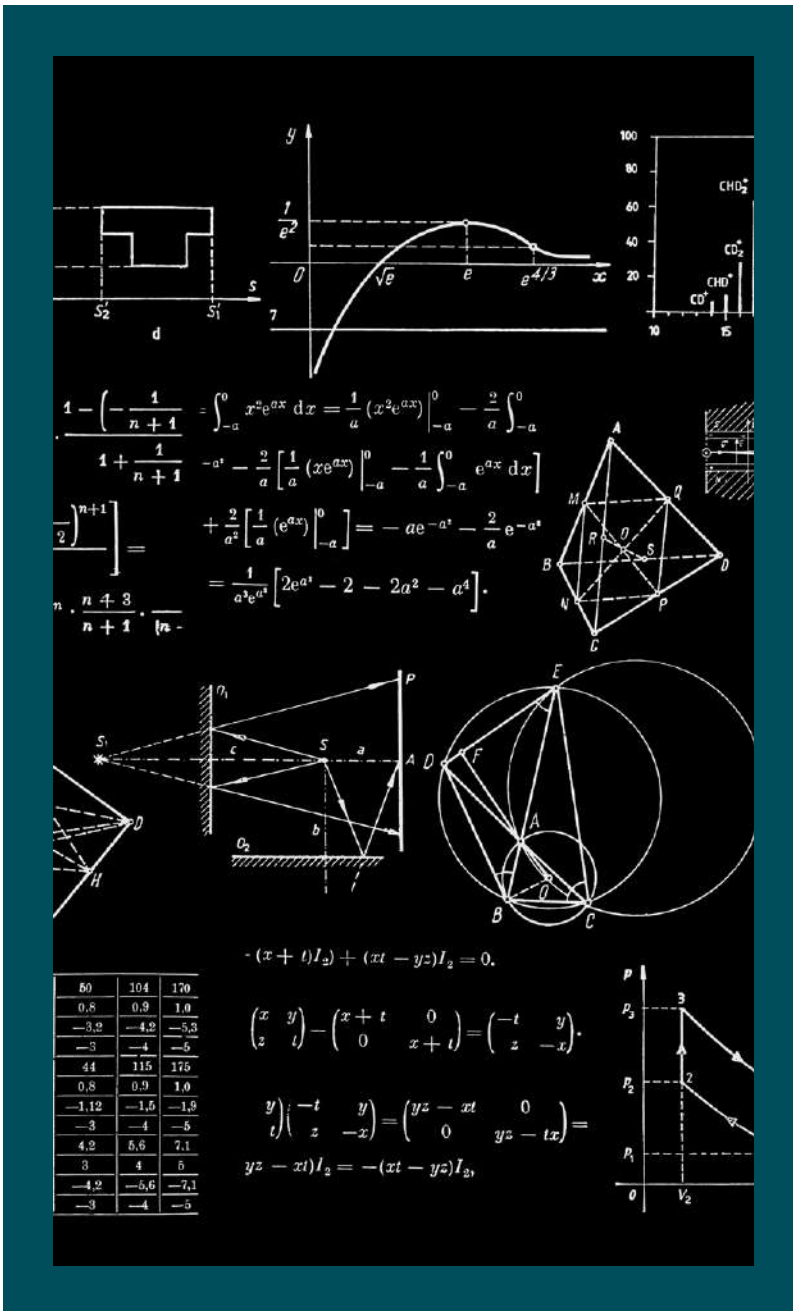 y
1/e²
0 √e e e^4/3 x
7
S
S₂′ S₁′
d
100
80
60
40
20
10 15
CHD₂⁺
CD₂⁺
CHD⁺
CD⁺
1 − (− 1/(n + 1)
1 + 1/(n + 1)
/2)ⁿ⁺¹ ] =
n · (n + 3)/(n + 1) ·
= ∫₋ₐ⁰ x²e^ax dx = 1/a (x²e^ax) |₋ₐ⁰ − 2/a ∫₋ₐ⁰
− 2/a [1/a (xe^ax) |₋ₐ⁰ − 1/a ∫₋ₐ⁰ e^ax dx]
+ 2/a² [1/a (e^ax) |₋ₐ⁰] = − ae^−a² − 2/a e^−a²
= 1/(a³e^a²) [2e^a² − 2 − 2a² − a⁴].
A
M Q
R O S
B D
N P
C
O₁ P
S₁ c S a A
b
O₂
D
H
E
D F
A
O
B C
- (x + t)I₂) + (xt − yz)I₂ = 0.
(x y; z t) − (x + t 0; 0 x + t) = (−t y; z −x).
y; t)(−t y; z −x) = (yz − xt 0; 0 yz − tx) =
yz − xt)I₂ = −(xt − yz)I₂,
104 170
0,8 0,9 1,0
—3,2 —4,2 —5,3
—3 —4 —5
44 115 175
0,8 0,9 1,0
—1,12 —1,5 —1,9
—3 —4 —5
4,2 5,6 7,1
3 4 5
—4,2 —5,6 —7,1
—3 —4 —5
p
p₃ 3
p₂ 2
p₁
0 V₂